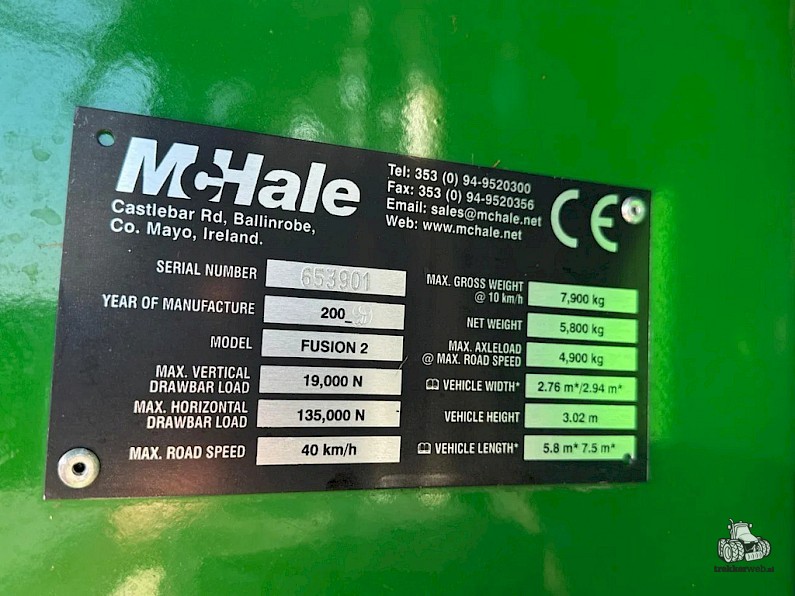 McHale
Castlebar Rd, Ballinrobe,
Co. Mayo, Ireland.
Tel: 353 (0) 94-9520300
Fax: 353 (0) 94-9520356
Email: sales@mchale.net
Web: www.mchale.net
CE
SERIAL NUMBER 653901
YEAR OF MANUFACTURE 200_9
MODEL FUSION 2
MAX. VERTICAL
DRAWBAR LOAD 19,000 N
MAX. HORIZONTAL
DRAWBAR LOAD 135,000 N
MAX. ROAD SPEED 40 km/h
MAX. GROSS WEIGHT
@ 10 km/h 7,900 kg
NET WEIGHT 5,800 kg
MAX. AXLELOAD
@ MAX. ROAD SPEED 4,900 kg
VEHICLE WIDTH* 2.76 m*/2.94 m*
VEHICLE HEIGHT 3.02 m
VEHICLE LENGTH* 5.8 m* 7.5 m*
trekkerweb.nl